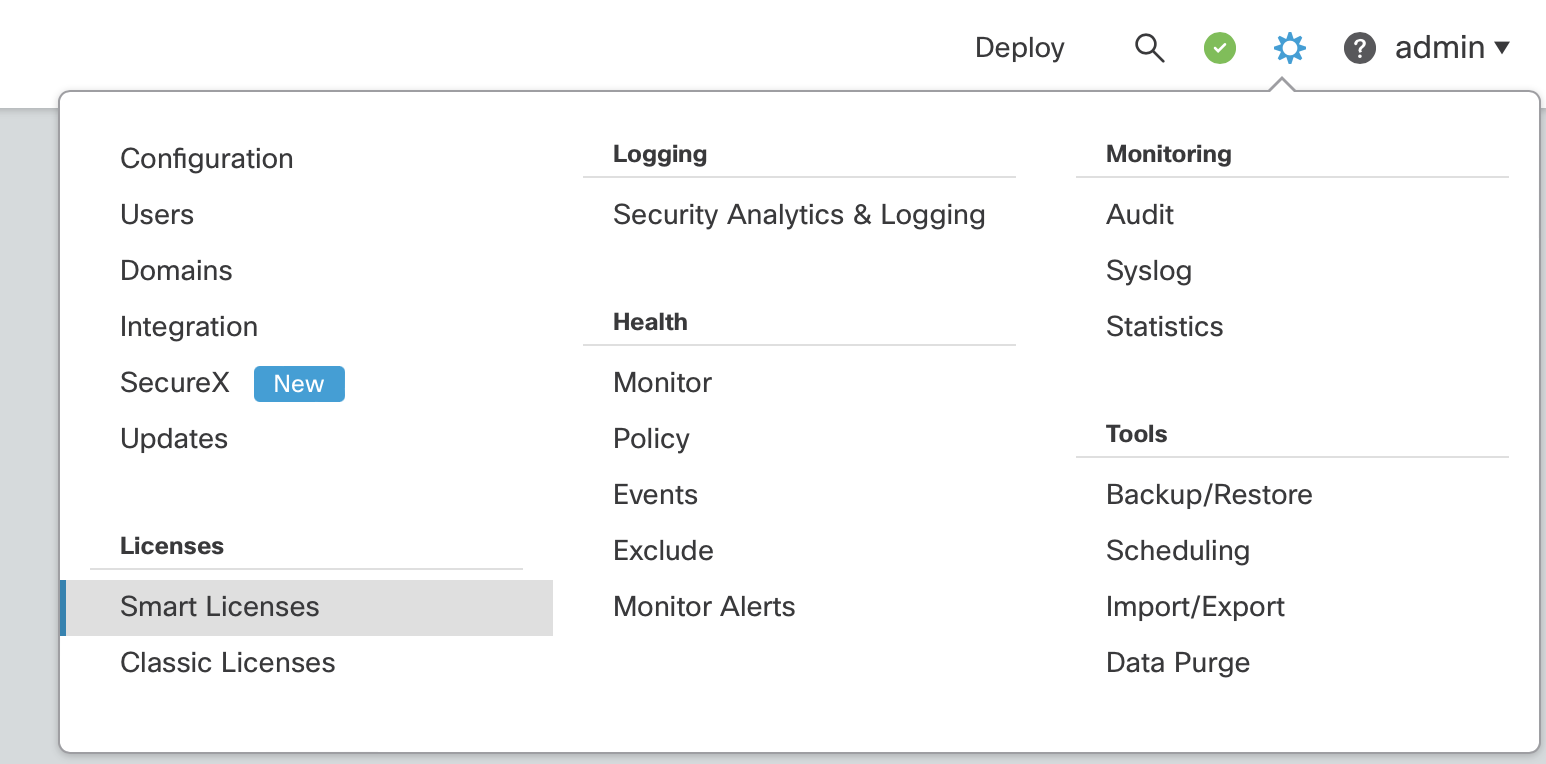 Deploy ? admin
Configuration
Users
Domains
Integration
SecureX New
Updates
Licenses
Smart Licenses
Classic Licenses
Logging
Security Analytics & Logging
Health
Monitor
Policy
Events
Exclude
Monitor Alerts
Monitoring
Audit
Syslog
Statistics
Tools
Backup/Restore
Scheduling
Import/Export
Data Purge